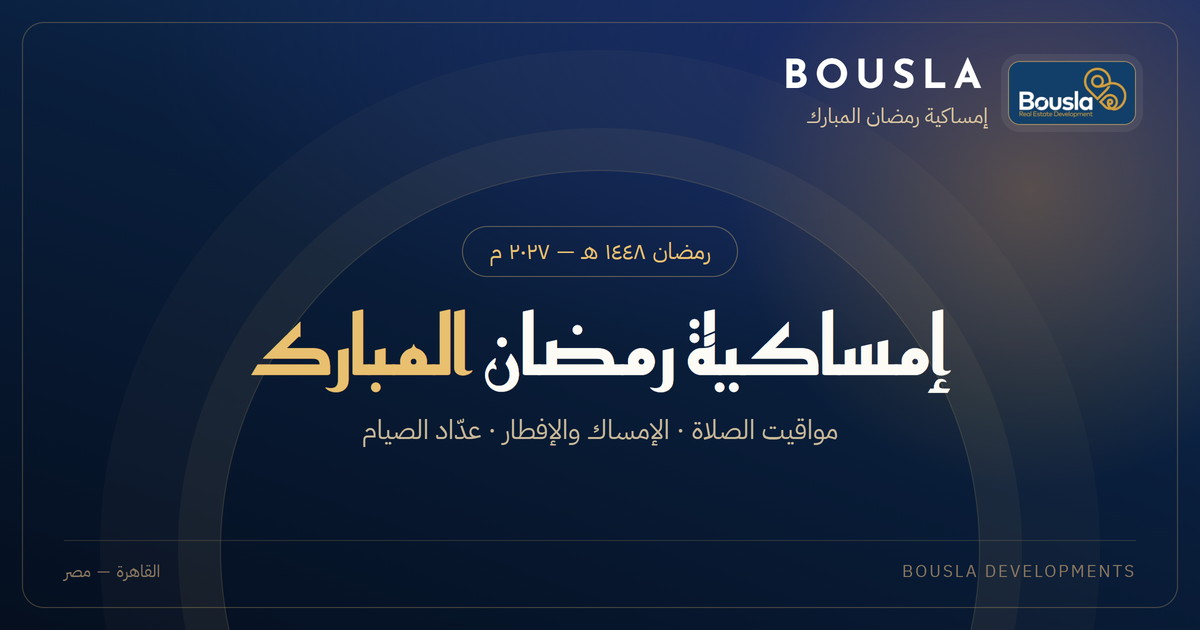 BOUSLA
إمساكية رمضان المبارك
Bousla
Real Estate Development
رمضان ١٤٤٨ هـ — ٢٠٢٧ م
إمساكية رمضان المبارك
مواقيت الصلاة · الإمساك والإفطار · عدّاد الصيام
BOUSLA DEVELOPMENTS
القاهرة — مصر